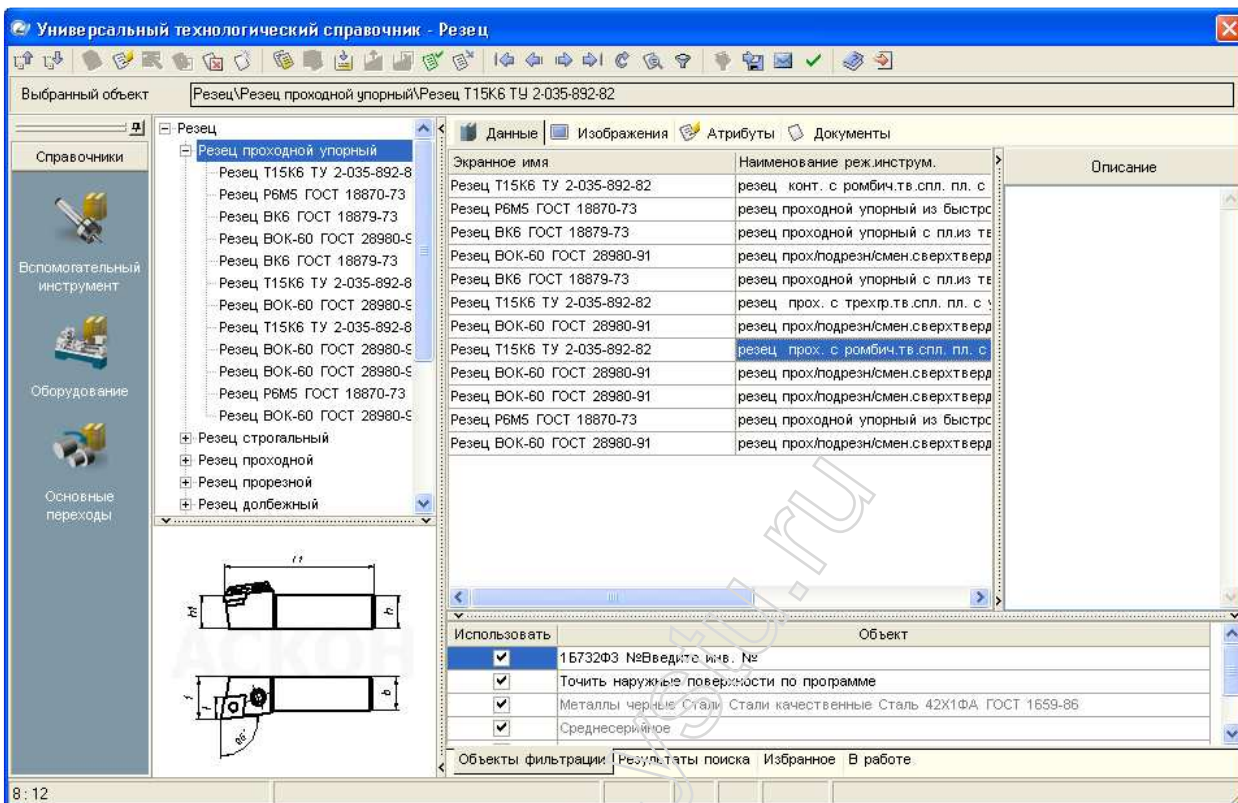 Универсальный технологический справочник - Резец
Выбранный объект
Резец\Резец проходной упорный\Резец Т15К6 ТУ 2-035-892-82
Справочники
Вспомогательный
инструмент
Оборудование
Основные
переходы
Резец
Резец проходной упорный
Резец Т15К6 ТУ 2-035-892-8
Резец Р6М5 ГОСТ 18870-73
Резец ВК6 ГОСТ 18879-73
Резец ВОК-60 ГОСТ 28980-9
Резец ВК6 ГОСТ 18879-73
Резец Т15К6 ТУ 2-035-892-8
Резец ВОК-60 ГОСТ 28980-9
Резец Т15К6 ТУ 2-035-892-8
Резец ВОК-60 ГОСТ 28980-9
Резец ВОК-60 ГОСТ 28980-9
Резец Р6М5 ГОСТ 18870-73
Резец ВОК-60 ГОСТ 28980-9
Резец строгальный
Резец проходной
Резец прорезной
Резец долбежный
Данные Изображения Атрибуты Документы
Экранное имя Наименование реж.инструм.
Резец Т15К6 ТУ 2-035-892-82 резец конт. с ромбич.тв.спл. пл. с
Резец Р6М5 ГОСТ 18870-73 резец проходной упорный из быстро
Резец ВК6 ГОСТ 18879-73 резец проходной упорный с пл.из тв
Резец ВОК-60 ГОСТ 28980-91 резец прох/подрезн/смен.сверхтверд
Резец ВК6 ГОСТ 18879-73 резец проходной упорный с пл.из тв
Резец Т15К6 ТУ 2-035-892-82 резец прох. с трехгр.тв.спл. пл. с
Резец ВОК-60 ГОСТ 28980-91 резец прох/подрезн/смен.сверхтверд
Резец Т15К6 ТУ 2-035-892-82 резец прох. с ромбич.тв.спл. пл. с
Резец ВОК-60 ГОСТ 28980-91 резец прох/подрезн/смен.сверхтверд
Резец ВОК-60 ГОСТ 28980-91 резец прох/подрезн/смен.сверхтверд
Резец Р6М5 ГОСТ 18870-73 резец проходной упорный из быстро
Резец ВОК-60 ГОСТ 28980-91 резец прох/подрезн/смен.сверхтверд
Описание
h1
h
АСКОН
f
b
Использовать Объект
1Б732Ф3 №Введите инв. №
Точить наружные поверхности по программе
Металлы черные Стали Стали качественные Сталь 42Х1ФА ГОСТ 1659-86
Среднесерийное
Объекты фильтрации Результаты поиска Избранное В работе
8 : 12